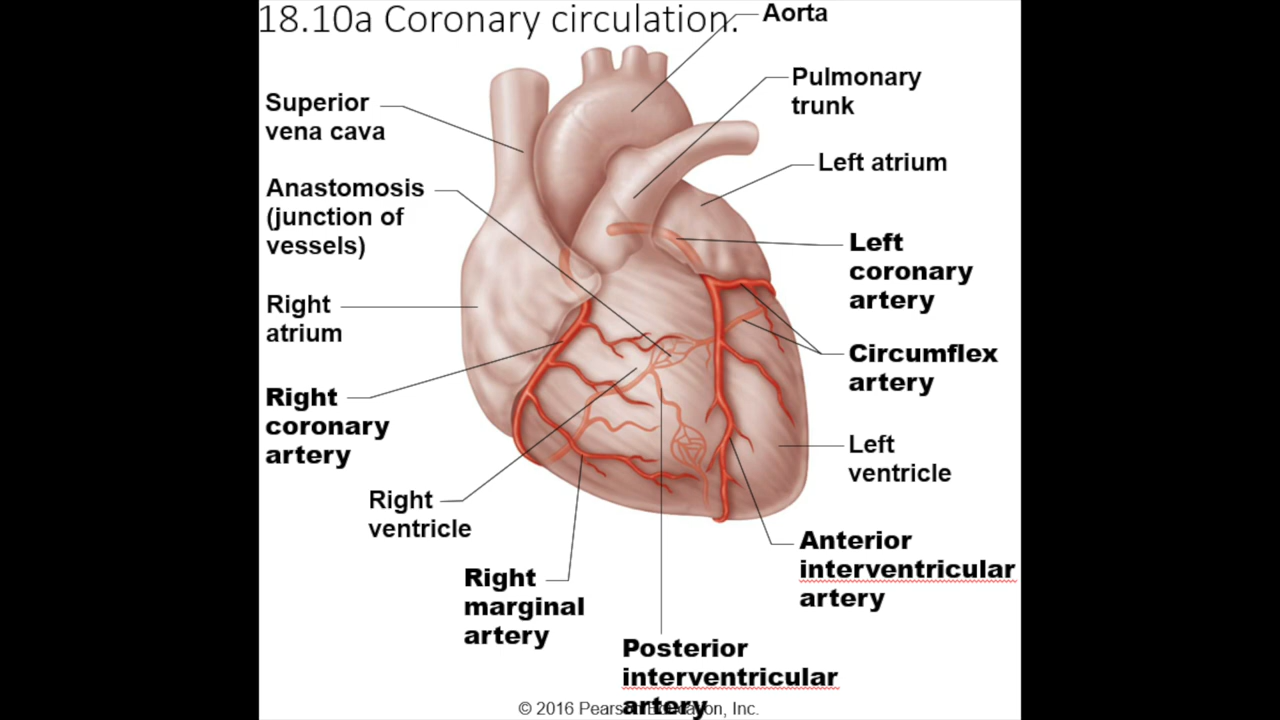 18.10a Coronary circulation.
Aorta
Pulmonary
trunk
Superior
vena cava
Left atrium
Anastomosis
(junction of
vessels)
Left
coronary
artery
Right
atrium
Circumflex
artery
Right
coronary
artery
Left
ventricle
Right
ventricle
Anterior
interventricular
artery
Right
marginal
artery
Posterior
interventricular
artery
© 2016 Pearson Education, Inc.